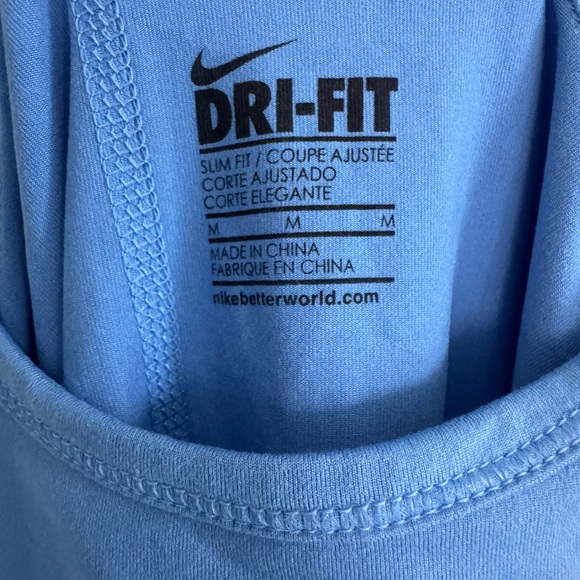 DRI-FIT
SLIM FIT / COUPE AJUSTÉE
CORTE AJUSTADO
CORTE ELEGANTE
M M M
MADE IN CHINA
FABRIQUE EN CHINA
nikebetterworld.com